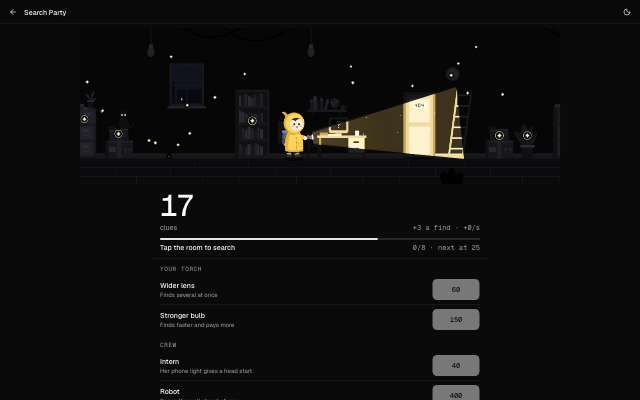 Search Party
404
17
clues
+3 a find · +0/s
Tap the room to search
0/8 · next at 25
YOUR TORCH
Wider lens
Finds several at once
60
Stronger bulb
Finds faster and pays more
150
CREW
Intern
Her phone light gives a head start
40
Robot
400